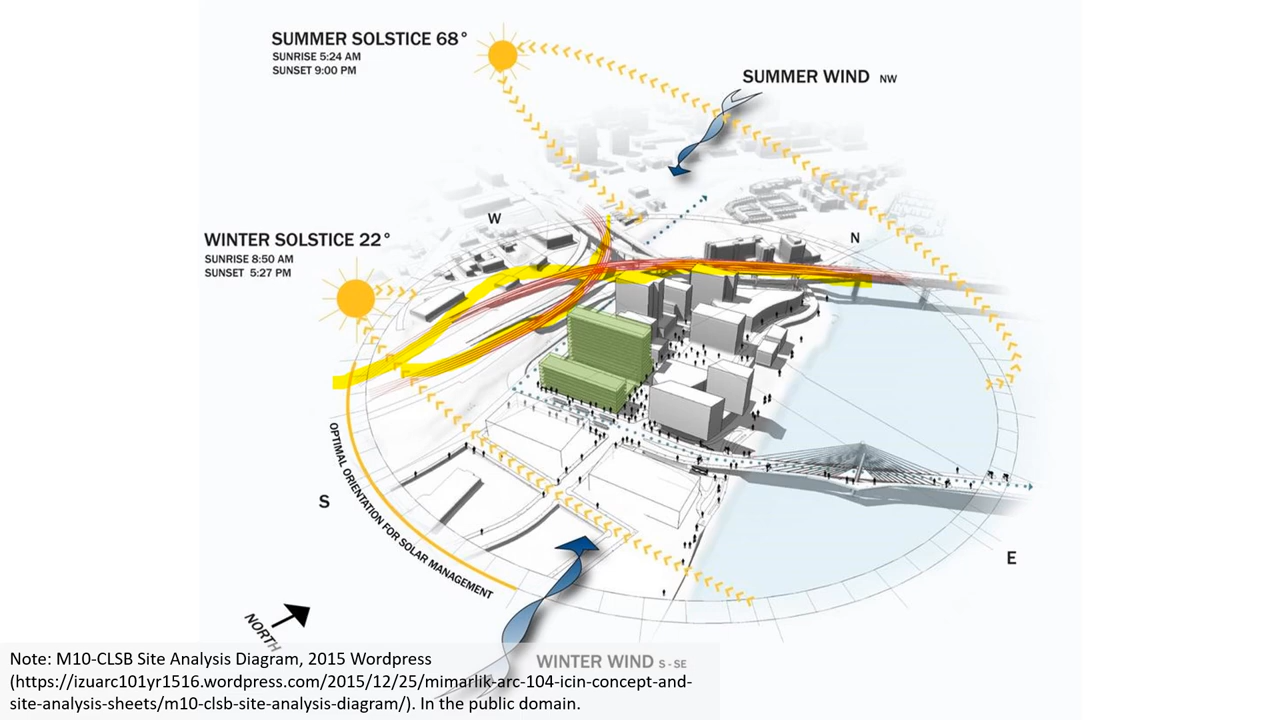 SUMMER SOLSTICE 68°
SUNRISE 5:24 AM
SUNSET 9:00 PM
SUMMER WIND NW
W
WINTER SOLSTICE 22°
SUNRISE 8:50 AM
SUNSET 5:27 PM
N
OPTIMAL ORIENTATION FOR SOLAR MANAGEMENT
S
E
NORTH
WINTER WIND S - SE
Note: M10-CLSB Site Analysis Diagram, 2015 Wordpress
(https://izuarc101yr1516.wordpress.com/2015/12/25/mimarlik-arc-104-icin-concept-and-
site-analysis-sheets/m10-clsb-site-analysis-diagram/). In the public domain.